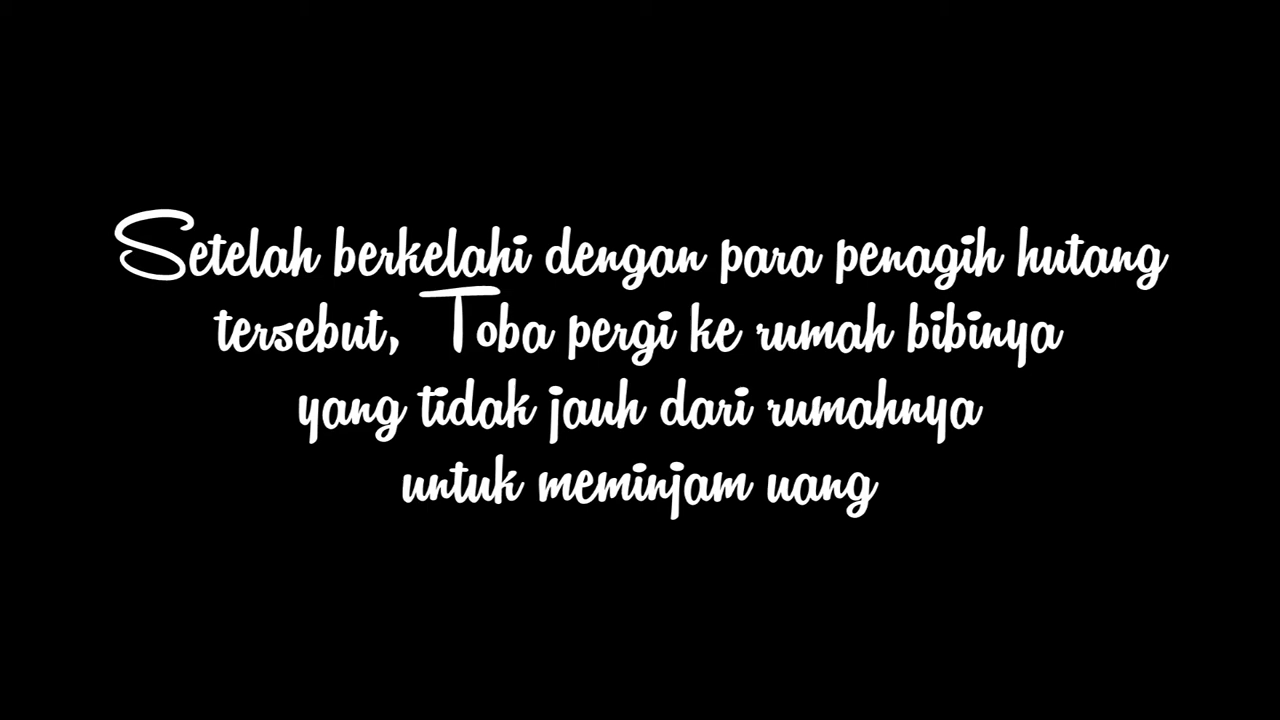 Setelah berkelahi dengan para penagih hutang
tersebut, Toba pergi ke rumah bibinya
yang tidak jauh dari rumahnya
untuk meminjam uang